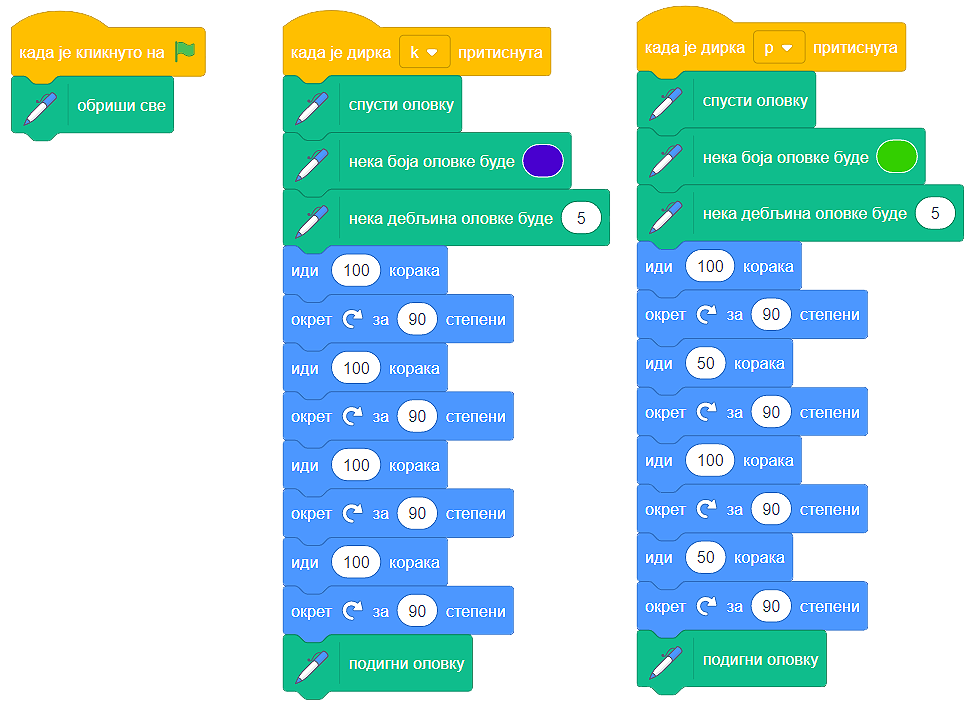 када је кликнуто на
обриши све
када је дирка k притиснута
спусти оловку
нека боја оловке буде
нека дебљина оловке буде 5
иди 100 корака
окрет за 90 степени
иди 100 корака
окрет за 90 степени
иди 100 корака
окрет за 90 степени
иди 100 корака
окрет за 90 степени
подигни оловку
када је дирка p притиснута
спусти оловку
нека боја оловке буде
нека дебљина оловке буде 5
иди 100 корака
окрет за 90 степени
иди 50 корака
окрет за 90 степени
иди 100 корака
окрет за 90 степени
иди 50 корака
окрет за 90 степени
подигни оловку